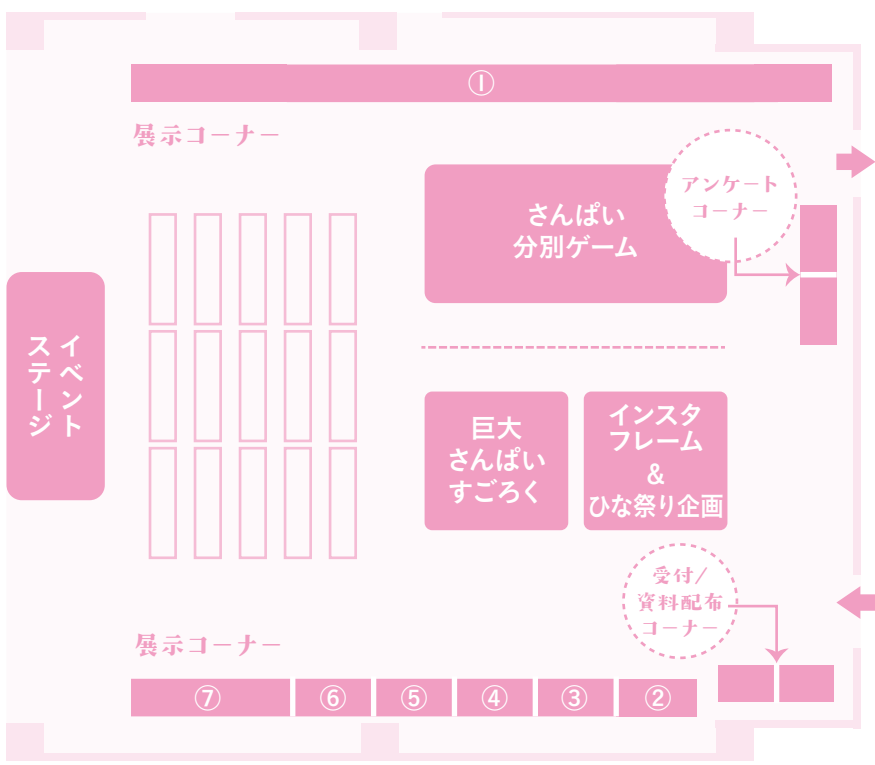 ①
展示コーナー
アンケート
コーナー
さんぱい
分別ゲーム
イベント
ステージ
巨大
さんぱい
すごろく
インスタ
フレーム
&
ひな祭り企画
受付/
資料配布
コーナー
展示コーナー
⑦
⑥
⑤
④
③
②